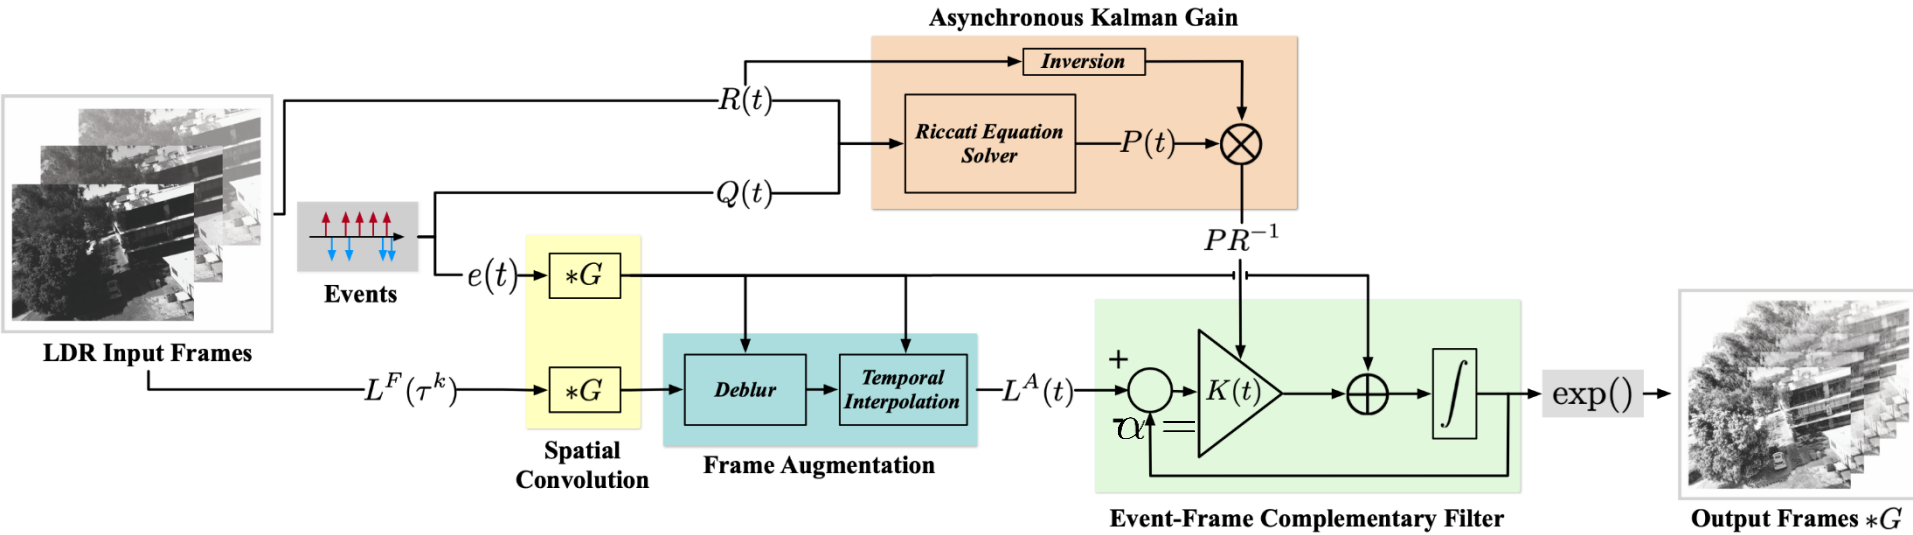 Asynchronous Kalman Gain
Inversion
R(t)
Riccati Equation
Solver
P(t)
Q(t)
PR⁻¹
e(t)
*G
Events
LDR Input Frames
L^F(τ^k)
*G
Deblur
Temporal
Interpolation
L^A(t)
+
-
α =
K(t)
∫
exp()
Spatial
Convolution
Frame Augmentation
Event-Frame Complementary Filter
Output Frames *G